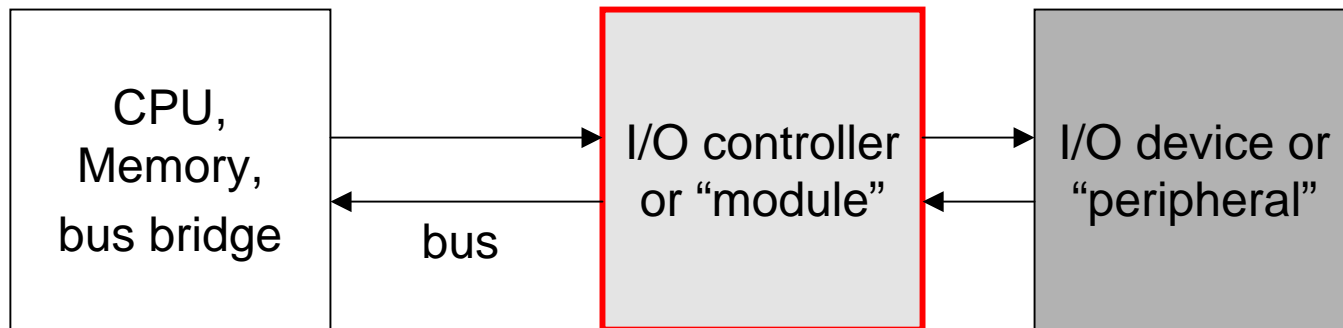 CPU,
Memory,
bus bridge
bus
I/O controller
or “module”
I/O device or
“peripheral”